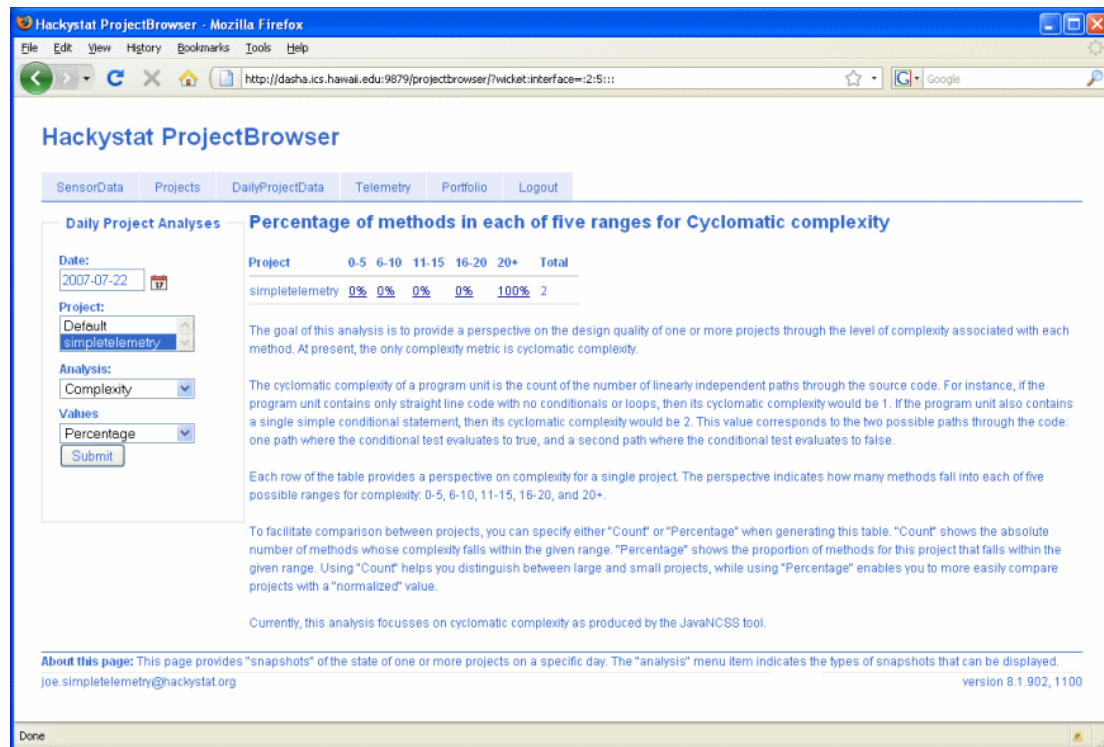 Hackystat ProjectBrowser - Mozilla Firefox
File Edit View History Bookmarks Tools Help
http://dasha.ics.hawaii.edu:9879/projectbrowser/?wicket:interface=:2:5:::
G Google
Hackystat ProjectBrowser
SensorData Projects DailyProjectData Telemetry Portfolio Logout
Daily Project Analyses
Date:
2007-07-22
17
Project:
Default
simpletelemetry
Analysis:
Complexity
Values
Percentage
Submit
Percentage of methods in each of five ranges for Cyclomatic complexity
Project 0-5 6-10 11-15 16-20 20+ Total
simpletelemetry 0% 0% 0% 0% 100% 2
The goal of this analysis is to provide a perspective on the design quality of one or more projects through the level of complexity associated with each
method. At present, the only complexity metric is cyclomatic complexity.
The cyclomatic complexity of a program unit is the count of the number of linearly independent paths through the source code. For instance, if the
program unit contains only straight line code with no conditionals or loops, then its cyclomatic complexity would be 1. If the program unit also contains
a single simple conditional statement, then its cyclomatic complexity would be 2. This value corresponds to the two possible paths through the code:
one path where the conditional test evaluates to true, and a second path where the conditional test evaluates to false.
Each row of the table provides a perspective on complexity for a single project. The perspective indicates how many methods fall into each of five
possible ranges for complexity: 0-5, 6-10, 11-15, 16-20, and 20+.
To facilitate comparison between projects, you can specify either "Count" or "Percentage" when generating this table. "Count" shows the absolute
number of methods whose complexity falls within the given range. "Percentage" shows the proportion of methods for this project that falls within the
given range. Using "Count" helps you distinguish between large and small projects, while using "Percentage" enables you to more easily compare
projects with a "normalized" value.
Currently, this analysis focusses on cyclomatic complexity as produced by the JavaNCSS tool.
About this page: This page provides "snapshots" of the state of one or more projects on a specific day. The "analysis" menu item indicates the types of snapshots that can be displayed.
joe.simpletelemetry@hackystat.org version 8.1.902, 1100
Done